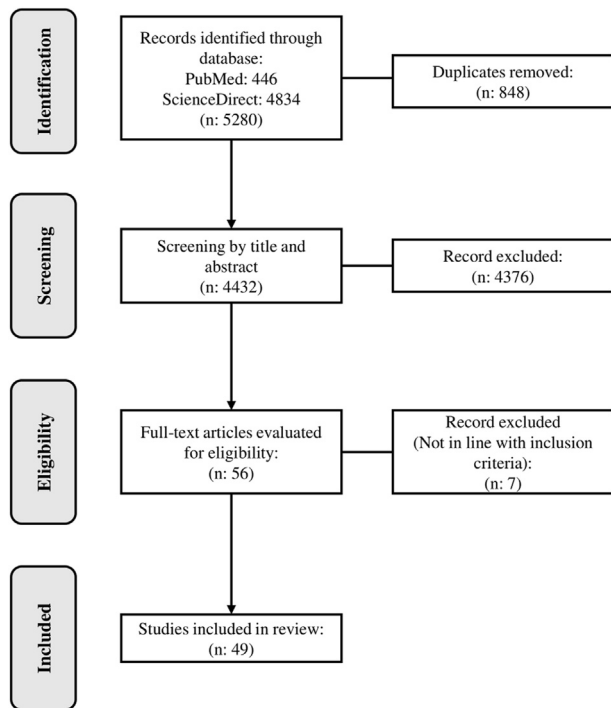 Identification
Records identified through
database:
PubMed: 446
ScienceDirect: 4834
(n: 5280)
Duplicates removed:
(n: 848)
Screening
Screening by title and
abstract
(n: 4432)
Record excluded:
(n: 4376)
Eligibility
Full-text articles evaluated
for eligibility:
(n: 56)
Record excluded
(Not in line with inclusion
criteria):
(n: 7)
Included
Studies included in review:
(n: 49)